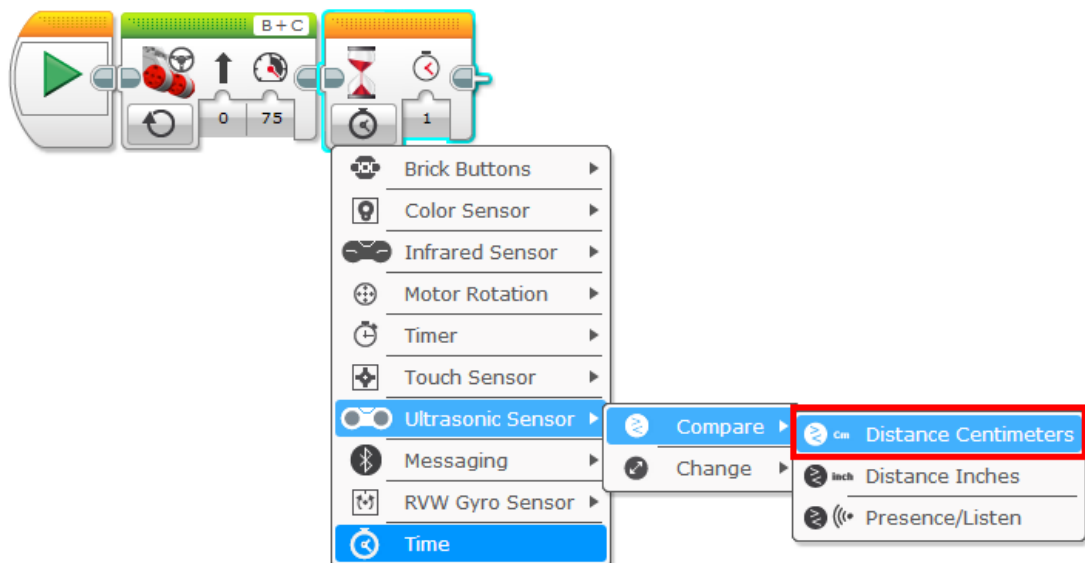 B+C
0 75 1
Brick Buttons
Color Sensor
Infrared Sensor
Motor Rotation
Timer
Touch Sensor
Ultrasonic Sensor Compare Cm Distance Centimeters
Messaging Change inch Distance Inches
RVW Gyro Sensor Presence/Listen
Time